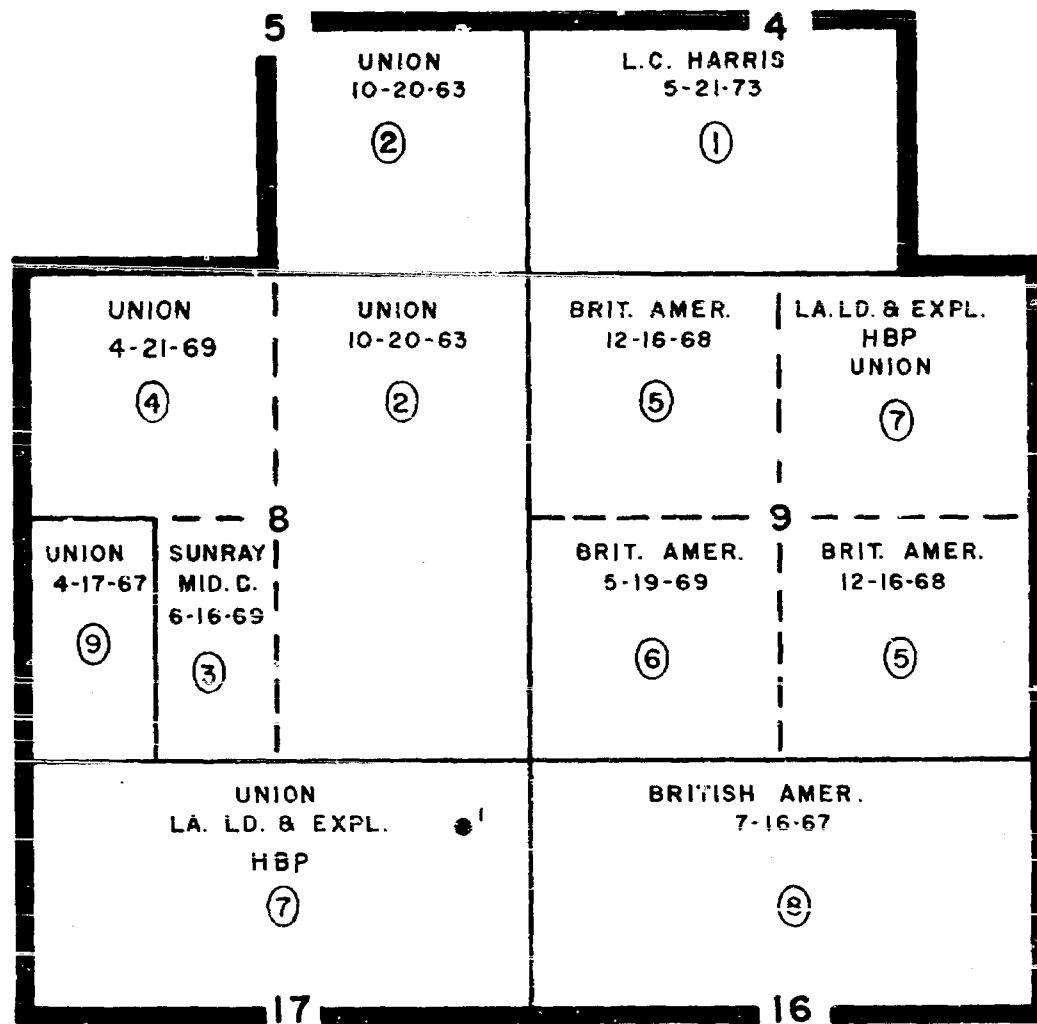 5
4
UNION
10-20-63
2
L.C. HARRIS
5-21-73
1
UNION
4-21-69
4
UNION
10-20-63
2
BRIT. AMER.
12-16-68
5
LA. LD. & EXPL.
HBP
UNION
7
8
9
UNION
4-17-67
9
SUNRAY
MID. C.
6-16-69
3
BRIT. AMER.
5-19-69
6
BRIT. AMER.
12-16-68
5
UNION
LA. LD. & EXPL.
HBP
7
1
BRITISH AMER.
7-16-67
8
17
16